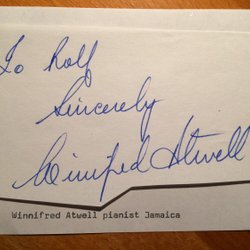 To Rolf
Sincerely
Winifred Atwell
Winnifred Atwell pianist Jamaica